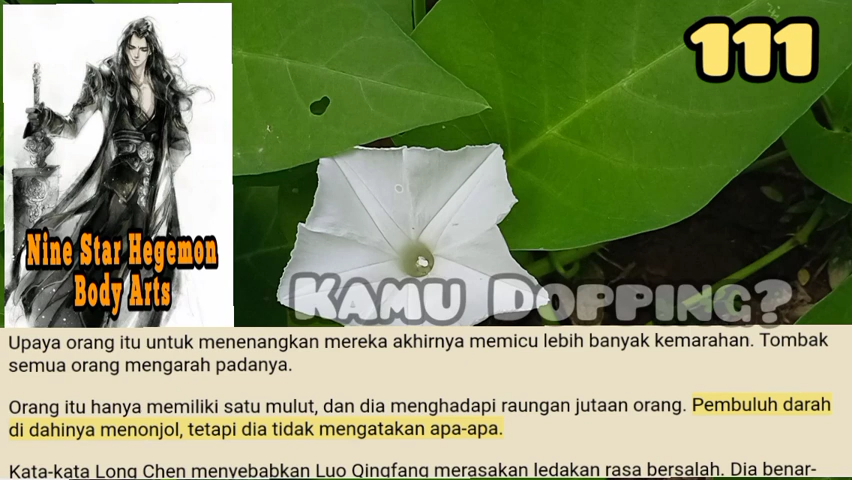 111
Nine Star Hegemon
Body Arts
Kamu Dopping?
Upaya orang itu untuk menenangkan mereka akhirnya memicu lebih banyak kemarahan. Tombak
semua orang mengarah padanya.
Orang itu hanya memiliki satu mulut, dan dia menghadapi raungan jutaan orang. Pembuluh darah
di dahinya menonjol, tetapi dia tidak mengatakan apa-apa.
Kata-kata Long Chen menyebabkan Luo Qingfang merasakan ledakan rasa bersalah. Dia benar-